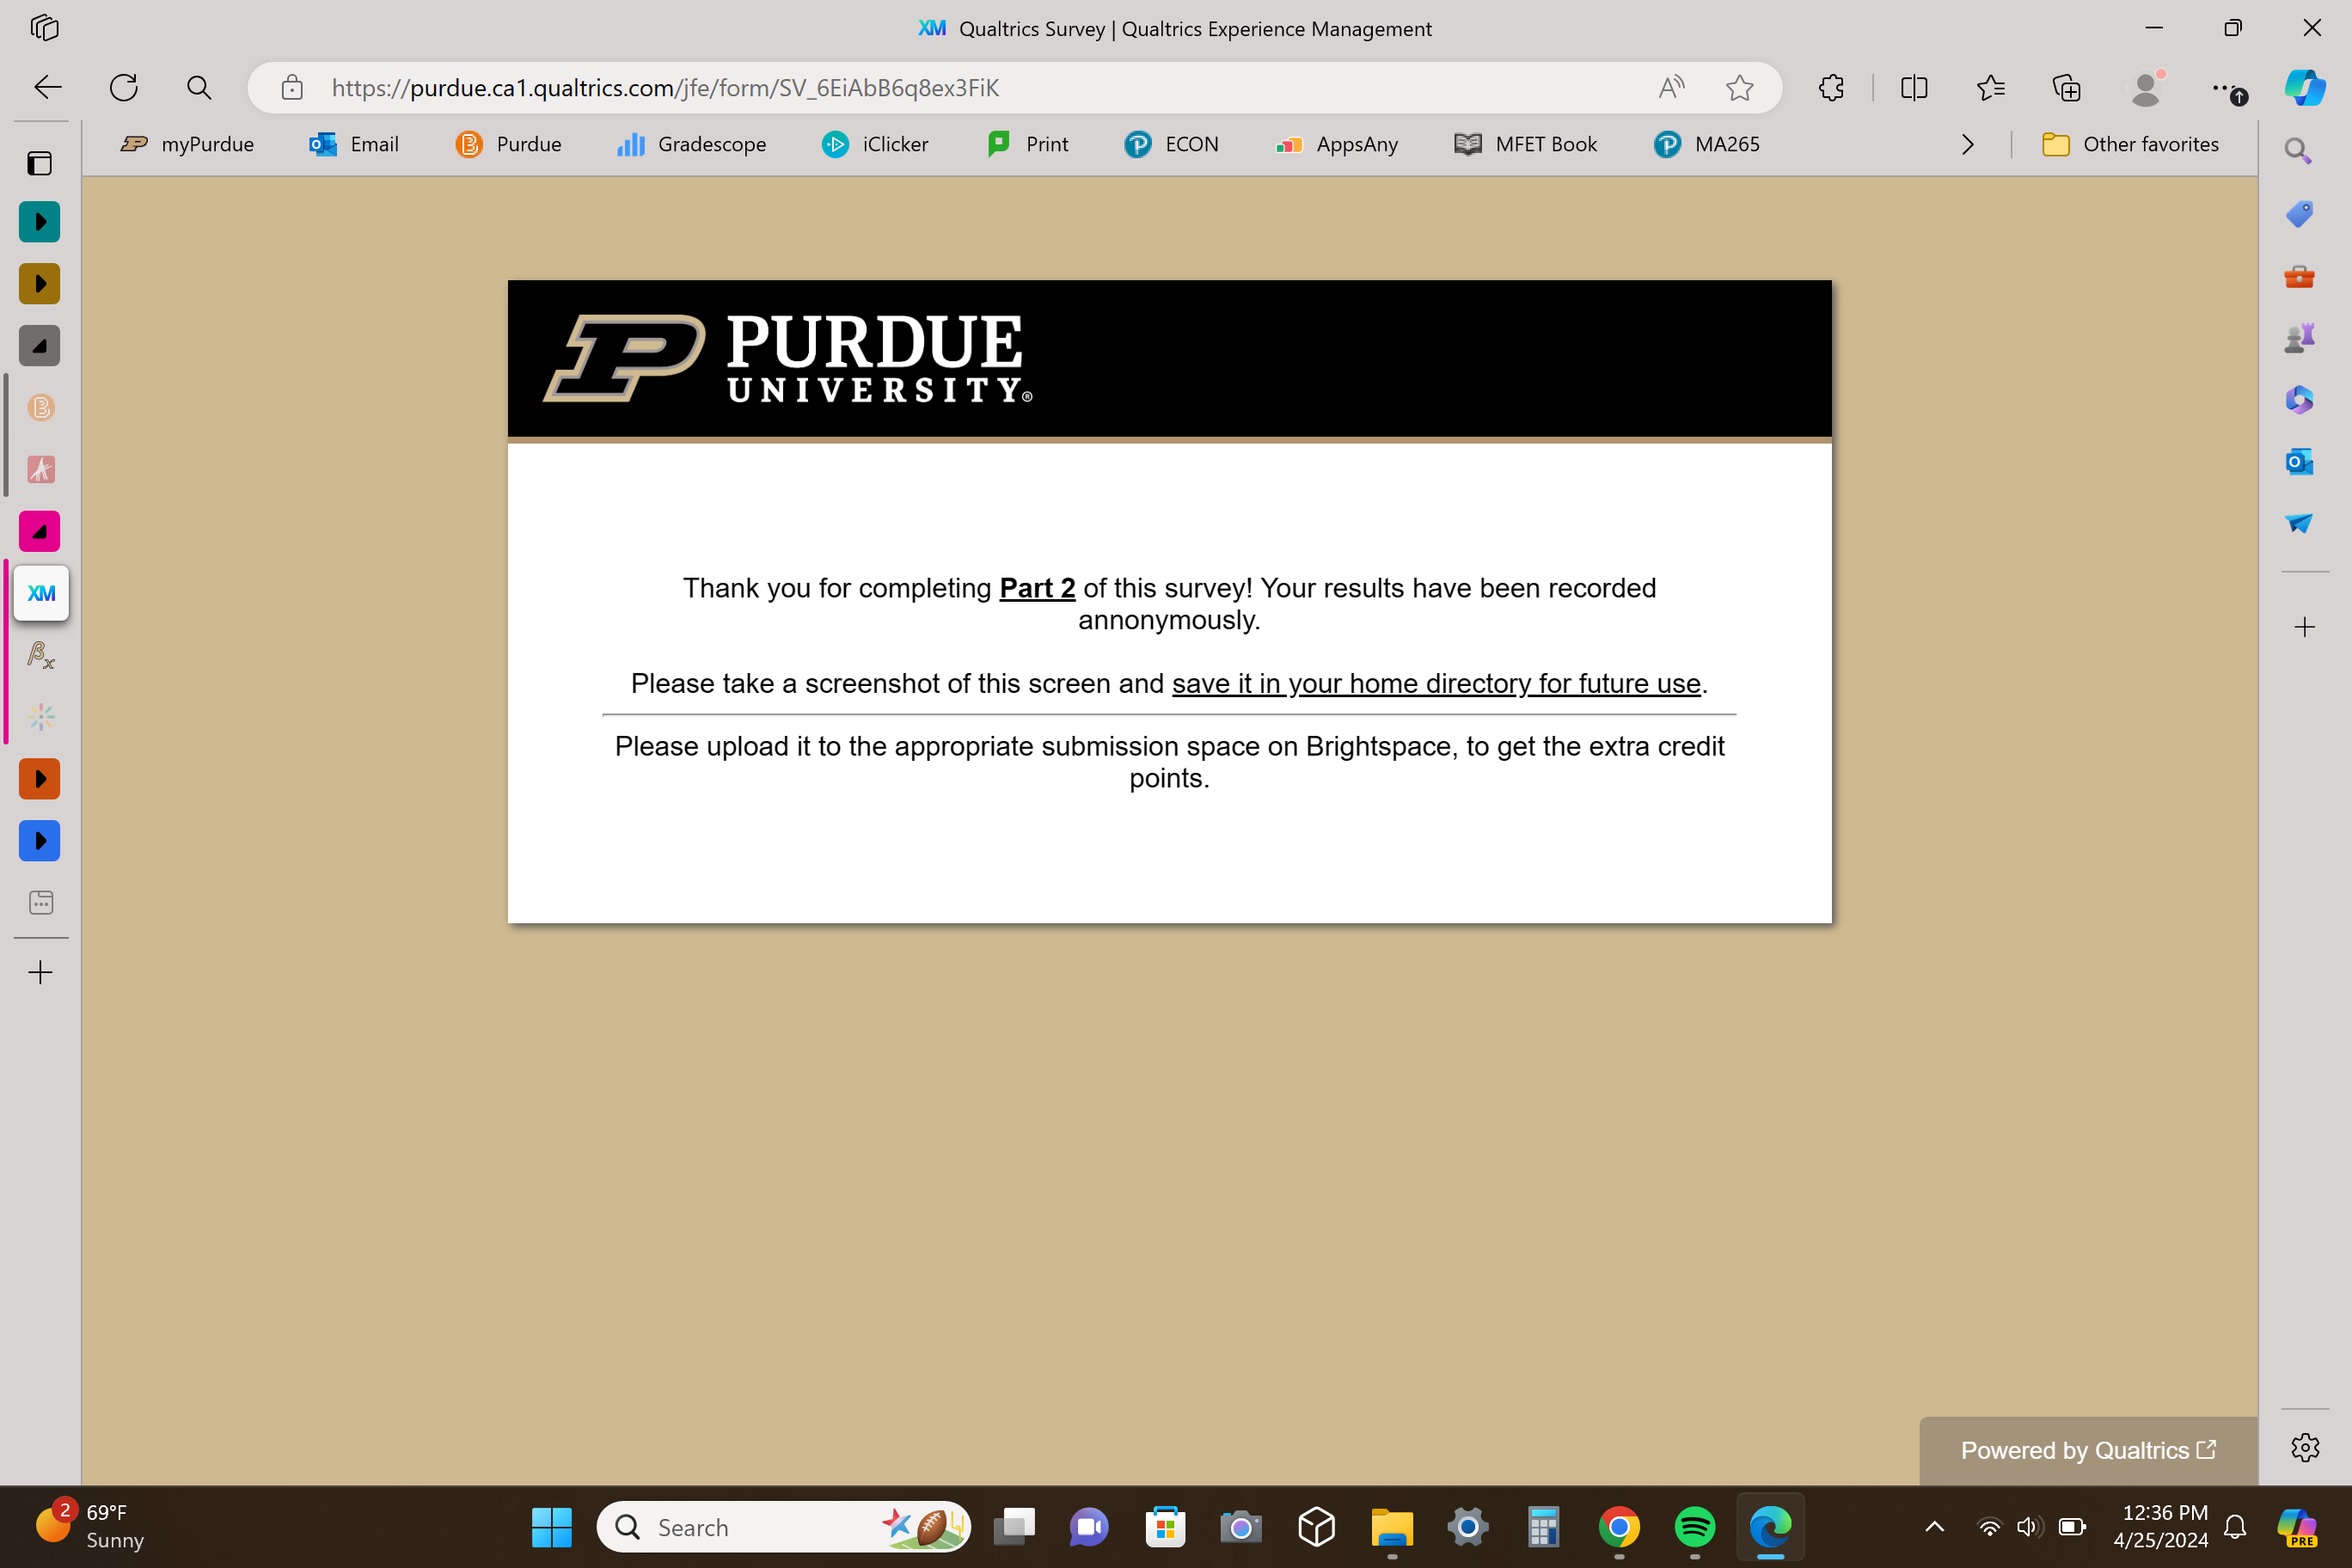 XM Qualtrics Survey | Qualtrics Experience Management
https://purdue.ca1.qualtrics.com/jfe/form/SV_6EiAbB6q8ex3FiK
myPurdue Email Purdue Gradescope iClicker Print ECON AppsAny MFET Book MA265 Other favorites
PURDUE
UNIVERSITY®
Thank you for completing Part 2 of this survey! Your results have been recorded
annonymously.
Please take a screenshot of this screen and save it in your home directory for future use.
Please upload it to the appropriate submission space on Brightspace, to get the extra credit
points.
XM
βx
Powered by Qualtrics
2 69°F
Sunny
Search
12:36 PM
4/25/2024
PRE